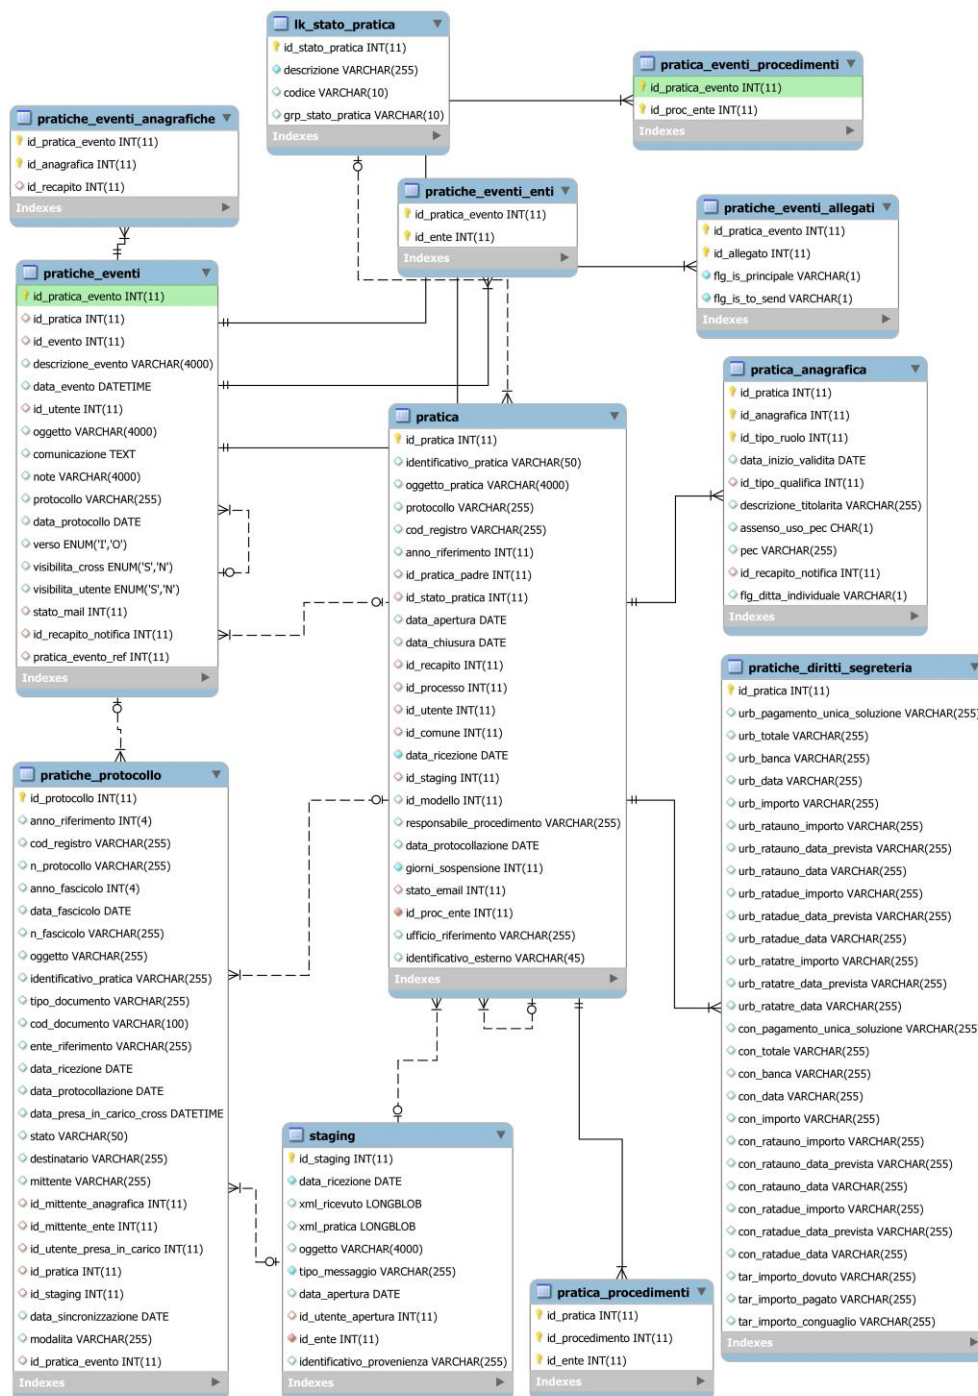 lk_stato_pratica
id_stato_pratica INT(11)
descrizione VARCHAR(255)
codice VARCHAR(10)
grp_stato_pratica VARCHAR(10)
Indexes
pratica_eventi_procedimenti
id_pratica_evento INT(11)
id_proc_ente INT(11)
Indexes
pratiche_eventi_anagrafiche
id_pratica_evento INT(11)
id_anagrafica INT(11)
id_recapito INT(11)
Indexes
pratiche_eventi_enti
id_pratica_evento INT(11)
id_ente INT(11)
Indexes
pratiche_eventi_allegati
id_pratica_evento INT(11)
id_allegato INT(11)
flg_is_principale VARCHAR(1)
flg_is_to_send VARCHAR(1)
Indexes
pratiche_eventi
id_pratica_evento INT(11)
id_pratica INT(11)
id_evento INT(11)
descrizione_evento VARCHAR(4000)
data_evento DATETIME
id_utente INT(11)
oggetto VARCHAR(4000)
comunicazione TEXT
note VARCHAR(4000)
protocollo VARCHAR(255)
data_protocollo DATE
verso ENUM('I','O')
visibilita_cross ENUM('S','N')
visibilita_utente ENUM('S','N')
stato_mail INT(11)
id_recapito_notifica INT(11)
pratica_evento_ref INT(11)
Indexes
pratica
id_pratica INT(11)
identificativo_pratica VARCHAR(50)
oggetto_pratica VARCHAR(4000)
protocollo VARCHAR(255)
cod_registro VARCHAR(255)
anno_riferimento INT(11)
id_pratica_padre INT(11)
id_stato_pratica INT(11)
data_apertura DATE
data_chiusura DATE
id_recapito INT(11)
id_processo INT(11)
id_utente INT(11)
id_comune INT(11)
data_ricezione DATE
id_staging INT(11)
id_modello INT(11)
responsabile_procedimento VARCHAR(255)
data_protocollazione DATE
giorni_sospensione INT(11)
stato_email INT(11)
id_proc_ente INT(11)
ufficio_riferimento VARCHAR(255)
identificativo_esterno VARCHAR(45)
Indexes
pratica_anagrafica
id_pratica INT(11)
id_anagrafica INT(11)
id_tipo_ruolo INT(11)
data_inizio_validita DATE
id_tipo_qualifica INT(11)
descrizione_titolarita VARCHAR(255)
assenso_uso_pec CHAR(1)
pec VARCHAR(255)
id_recapito_notifica INT(11)
flg_ditta_individuale VARCHAR(1)
Indexes
pratiche_diritti_segreteria
id_pratica INT(11)
urb_pagamento_unica_soluzione VARCHAR(255)
urb_totale VARCHAR(255)
urb_banca VARCHAR(255)
urb_data VARCHAR(255)
urb_importo VARCHAR(255)
urb_ratauno_importo VARCHAR(255)
urb_ratauno_data_prevista VARCHAR(255)
urb_ratauno_data VARCHAR(255)
urb_ratadue_importo VARCHAR(255)
urb_ratadue_data_prevista VARCHAR(255)
urb_ratadue_data VARCHAR(255)
urb_ratatre_importo VARCHAR(255)
urb_ratatre_data_prevista VARCHAR(255)
urb_ratatre_data VARCHAR(255)
con_pagamento_unica_soluzione VARCHAR(255
con_totale VARCHAR(255)
con_banca VARCHAR(255)
con_data VARCHAR(255)
con_importo VARCHAR(255)
con_ratauno_importo VARCHAR(255)
con_ratauno_data_prevista VARCHAR(255)
con_ratauno_data VARCHAR(255)
con_ratadue_importo VARCHAR(255)
con_ratadue_data_prevista VARCHAR(255)
con_ratadue_data VARCHAR(255)
tar_importo_dovuto VARCHAR(255)
tar_importo_pagato VARCHAR(255)
tar_importo_conguaglio VARCHAR(255)
Indexes
pratiche_protocollo
id_protocollo INT(11)
anno_riferimento INT(4)
cod_registro VARCHAR(255)
n_protocollo VARCHAR(255)
anno_fascicolo INT(4)
data_fascicolo DATE
n_fascicolo VARCHAR(255)
oggetto VARCHAR(255)
identificativo_pratica VARCHAR(255)
tipo_documento VARCHAR(255)
cod_documento VARCHAR(100)
ente_riferimento VARCHAR(255)
data_ricezione DATE
data_protocollazione DATE
data_presa_in_carico_cross DATETIME
stato VARCHAR(50)
destinatario VARCHAR(255)
mittente VARCHAR(255)
id_mittente_anagrafica INT(11)
id_mittente_ente INT(11)
id_utente_presa_in_carico INT(11)
id_pratica INT(11)
id_staging INT(11)
data_sincronizzazione DATE
modalita VARCHAR(255)
id_pratica_evento INT(11)
Indexes
staging
id_staging INT(11)
data_ricezione DATE
xml_ricevuto LONGBLOB
xml_pratica LONGBLOB
oggetto VARCHAR(4000)
tipo_messaggio VARCHAR(255)
data_apertura DATE
id_utente_apertura INT(11)
id_ente INT(11)
identificativo_provenienza VARCHAR(255)
Indexes
pratica_procedimenti
id_pratica INT(11)
id_procedimento INT(11)
id_ente INT(11)
Indexes